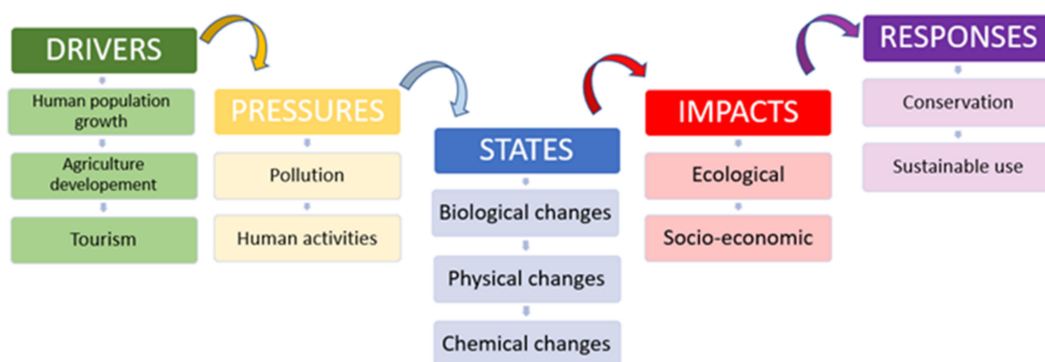 DRIVERS
Human population
growth
Agriculture
developement
Tourism
PRESSURES
Pollution
Human activities
STATES
Biological changes
Physical changes
Chemical changes
IMPACTS
Ecological
Socio-economic
RESPONSES
Conservation
Sustainable use